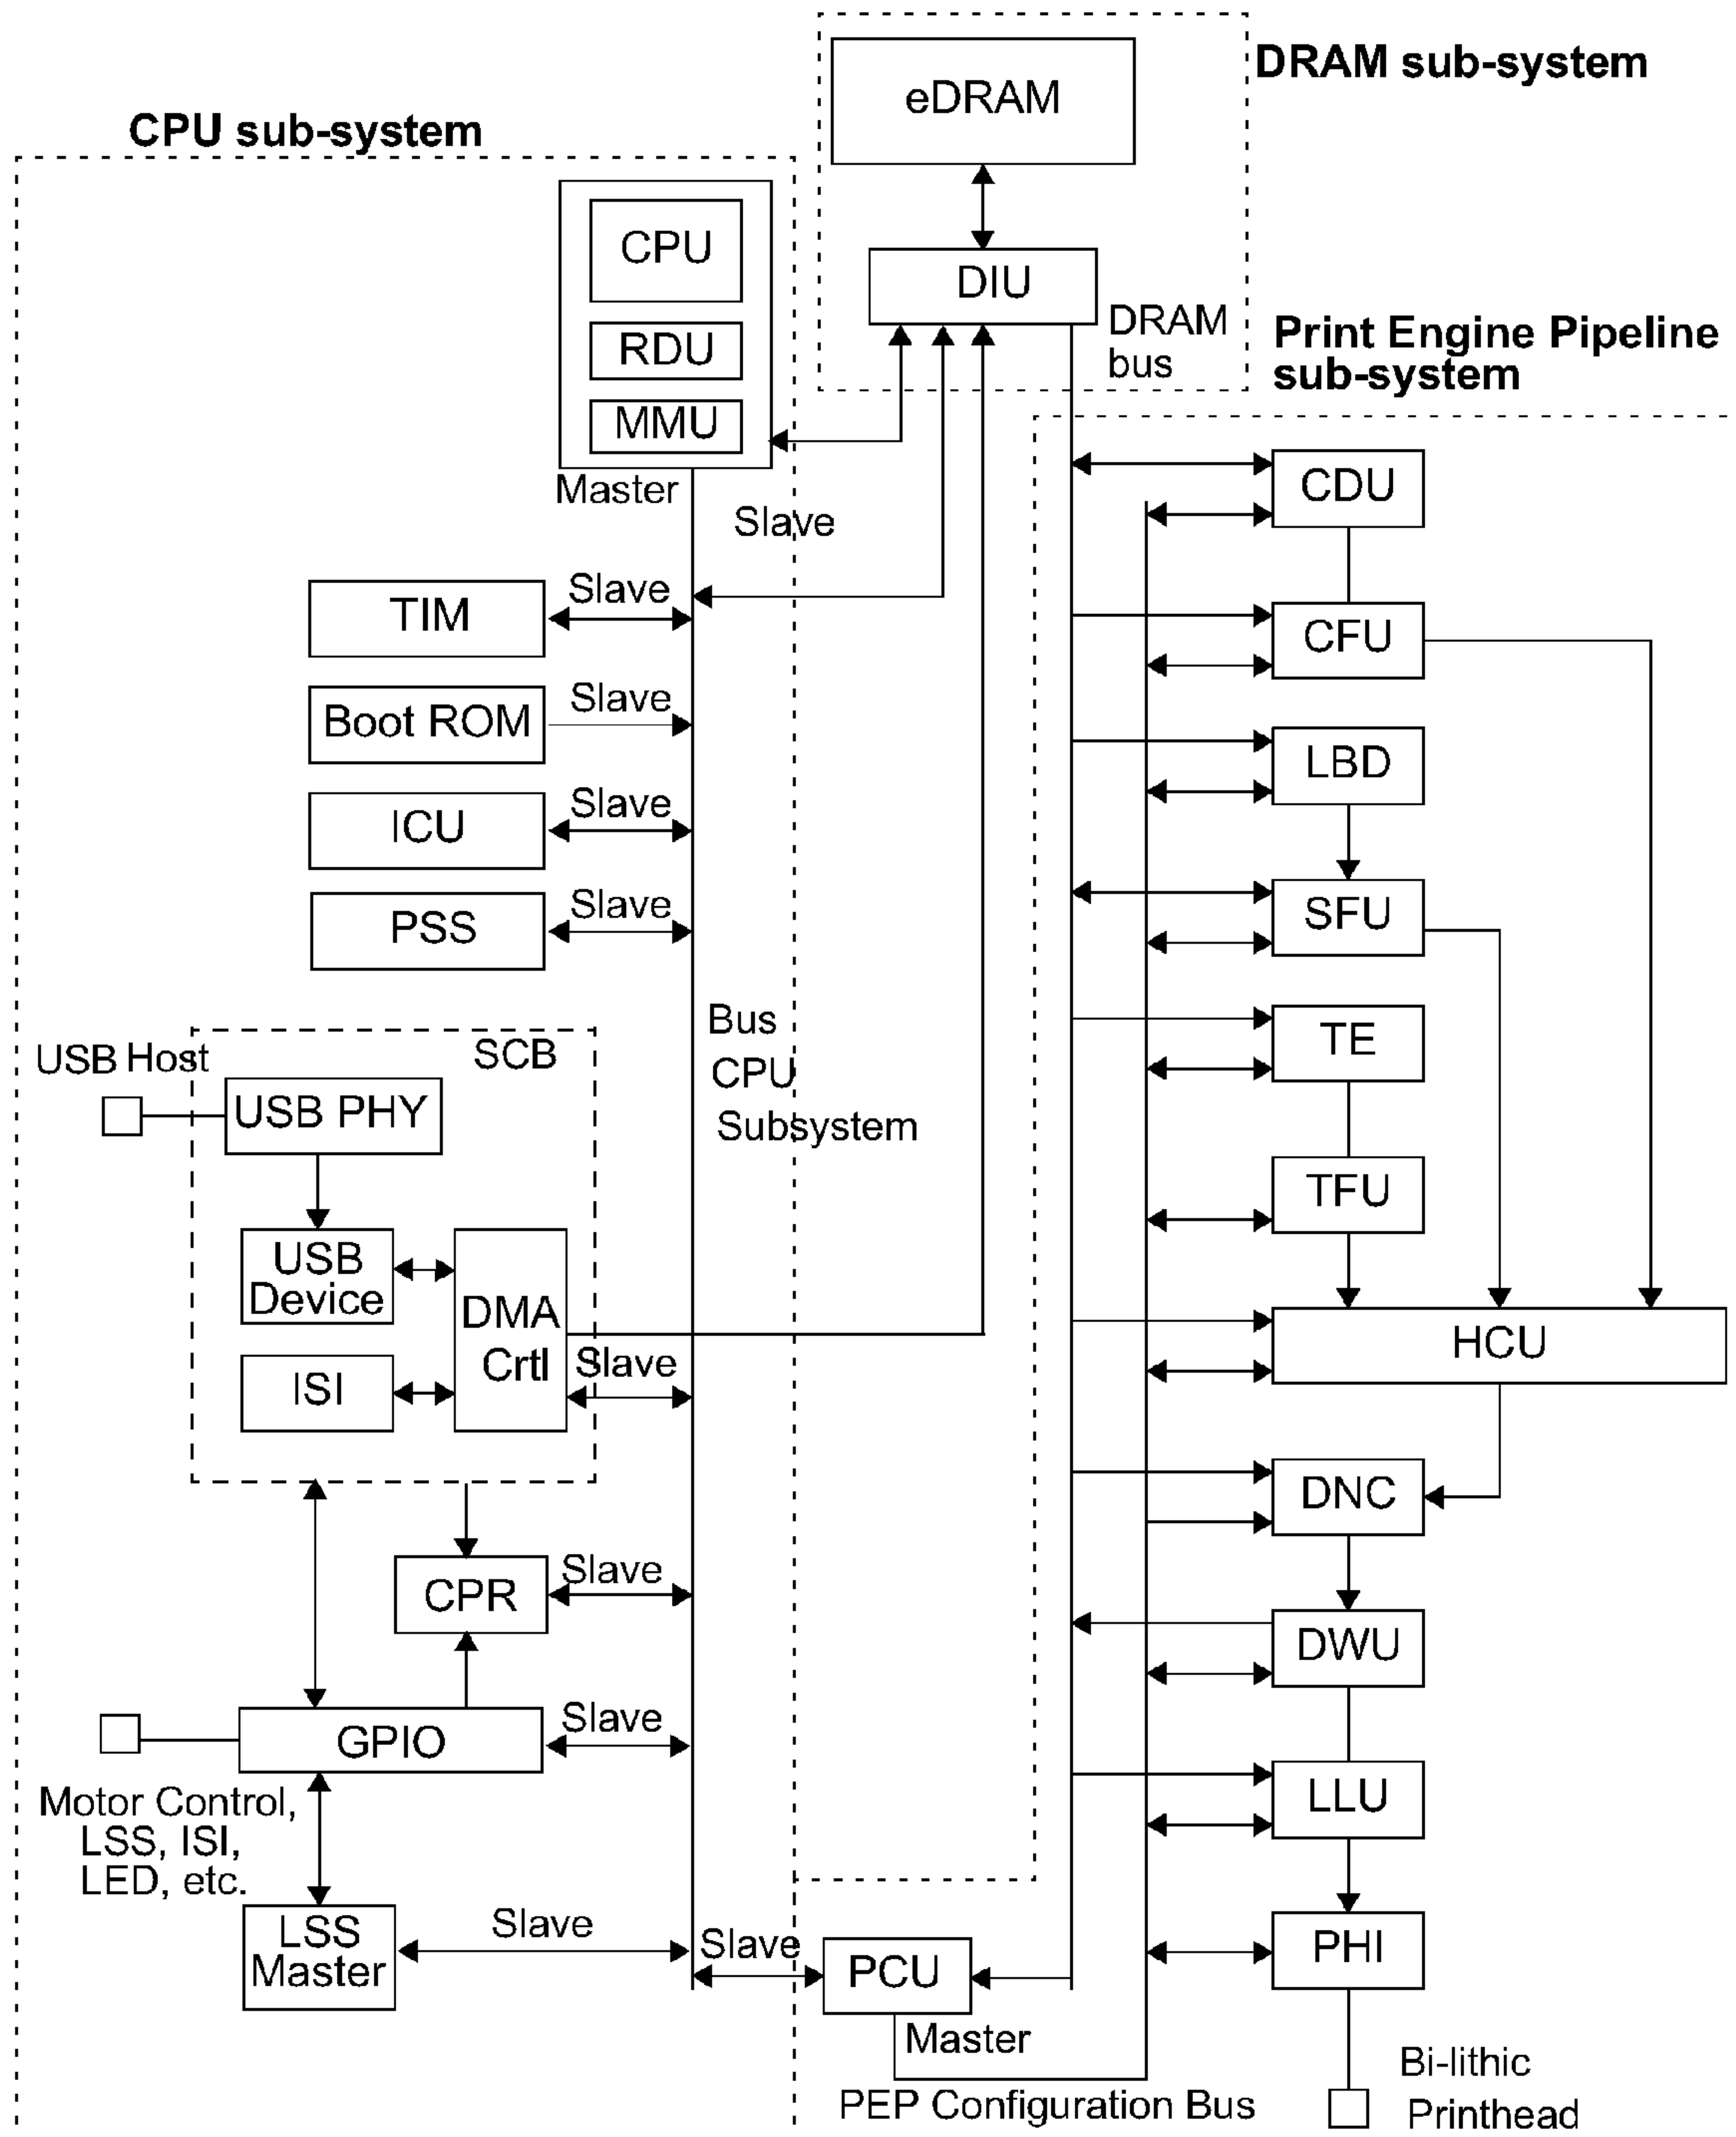 DRAM sub-system
eDRAM
CPU sub-system
CPU
DIU
RDU
DRAM
bus
Print Engine Pipeline
sub-system
MMU
Master
CDU
Slave
TIM
Slave
CFU
Boot ROM
Slave
LBD
ICU
Slave
PSS
Slave
SFU
Bus
CPU
Subsystem
TE
USB Host
SCB
USB PHY
TFU
USB
Device
DMA
Crtl
Slave
ISI
HCU
DNC
CPR
Slave
DWU
GPIO
Slave
Motor Control,
LSS, ISI,
LED, etc.
LLU
LSS
Master
Slave
Slave
PCU
PHI
Master
PEP Configuration Bus
Bi-lithic
Printhead